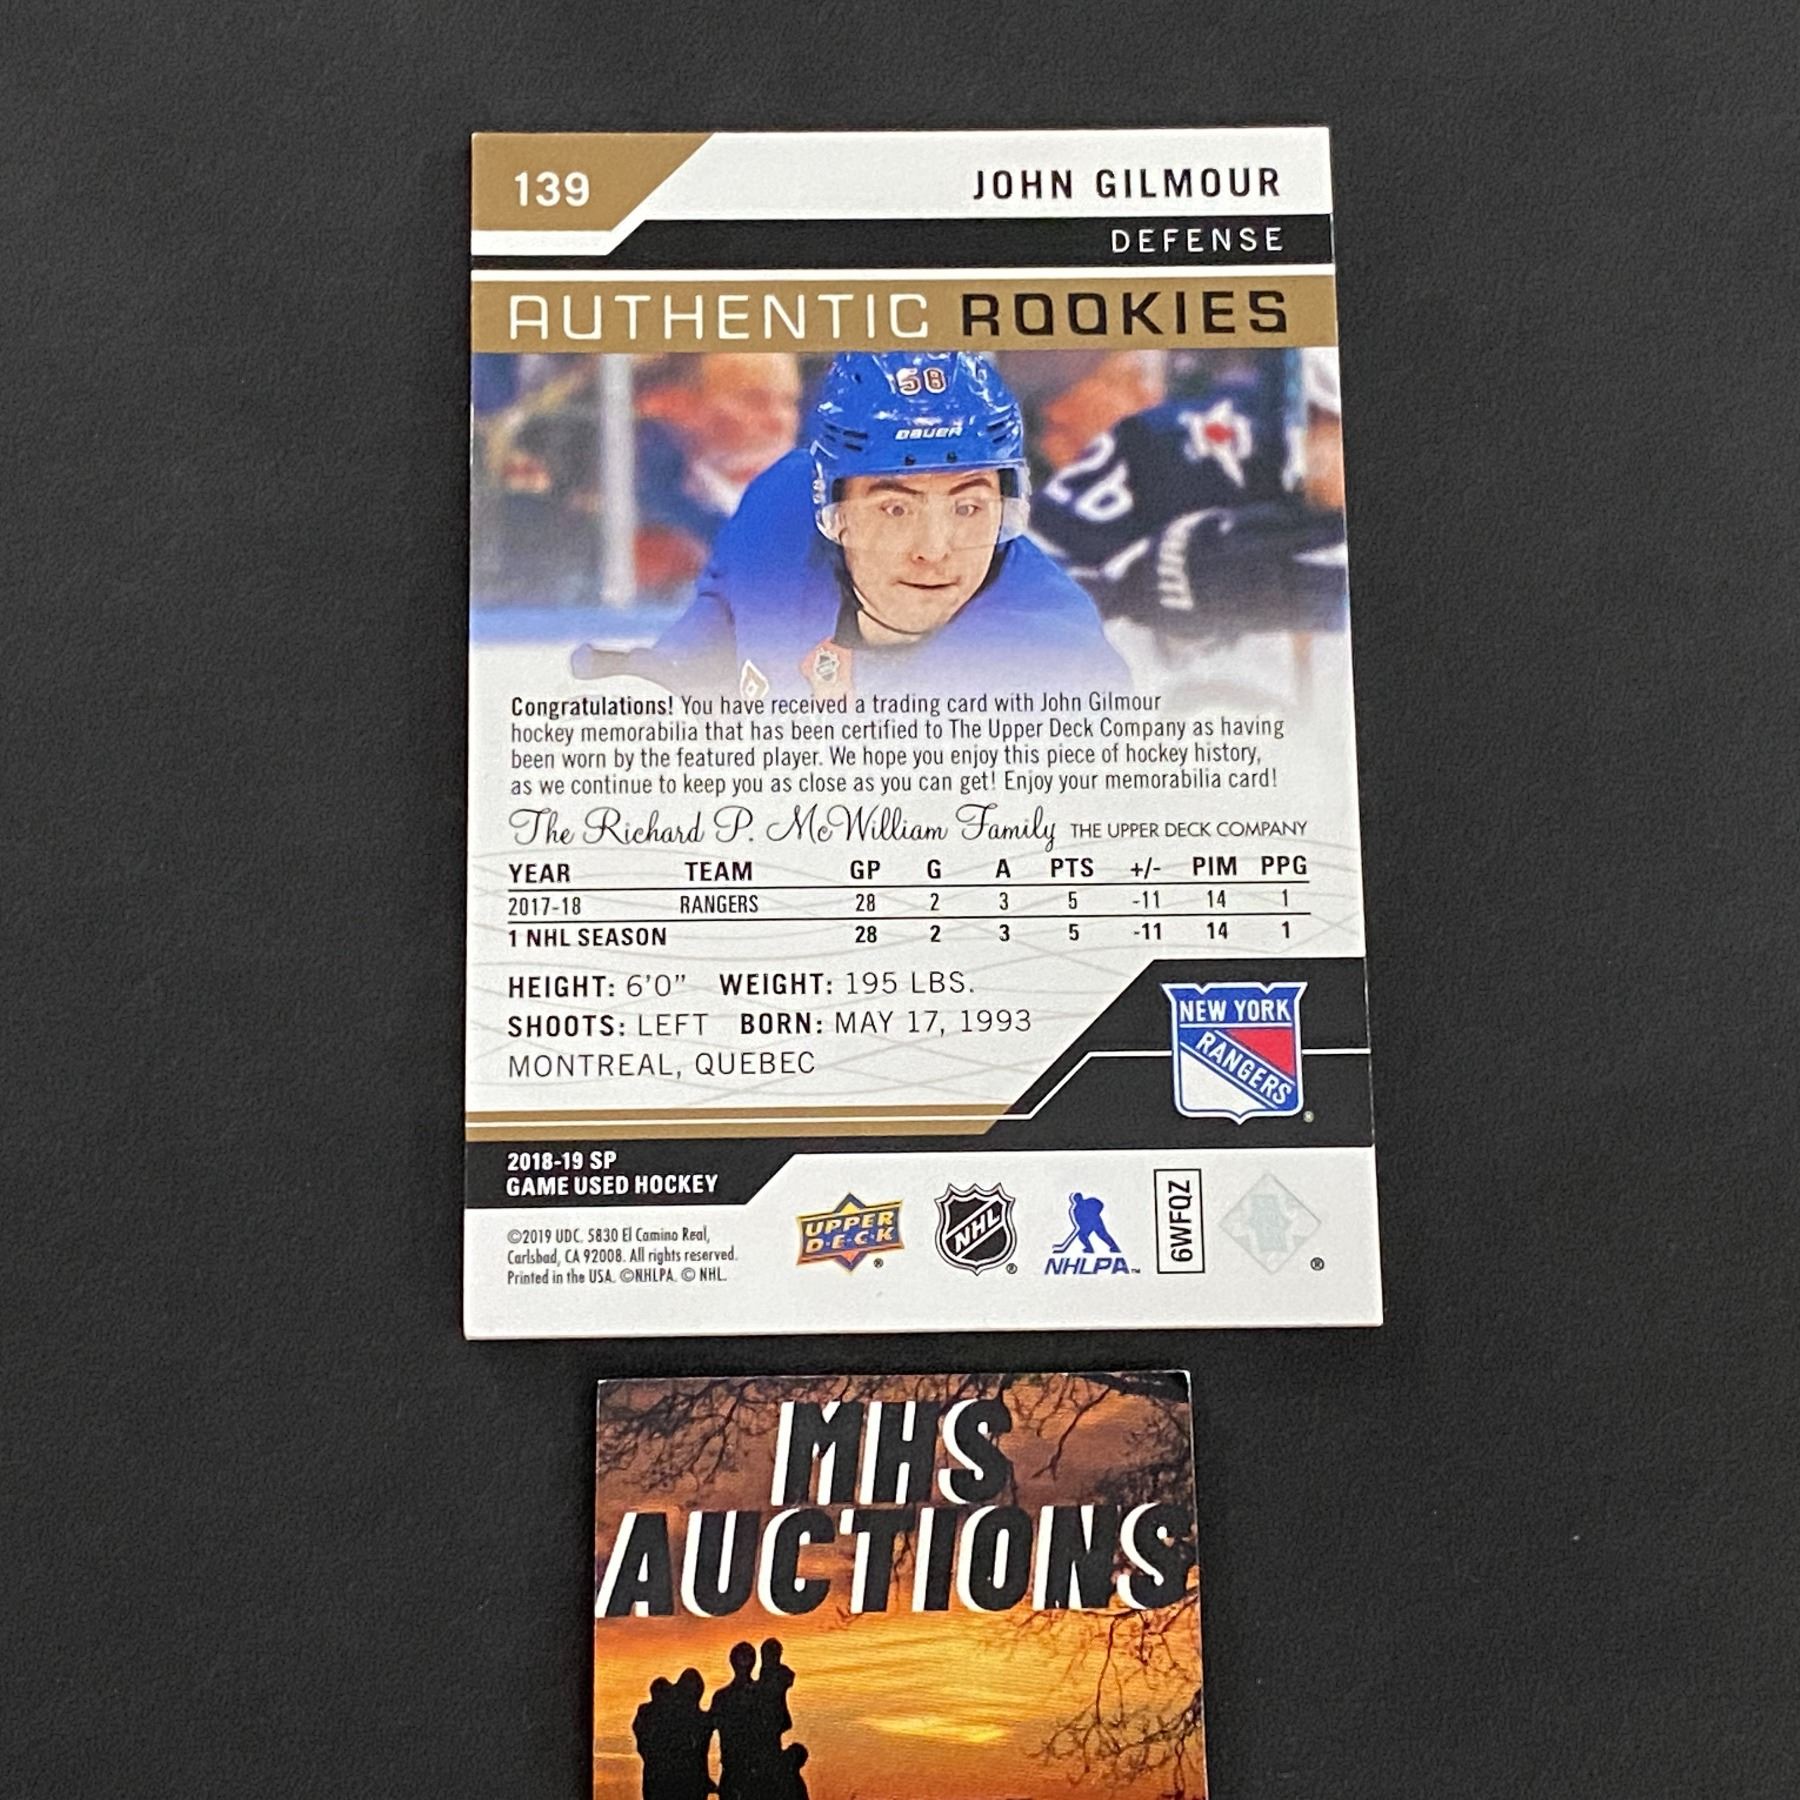 139
JOHN GILMOUR
DEFENSE
AUTHENTIC ROOKIES
58
BAUER
26
Congratulations! You have received a trading card with John Gilmour
hockey memorabilia that has been certified to The Upper Deck Company as having
been worn by the featured player. We hope you enjoy this piece of hockey history,
as we continue to keep you as close as you can get! Enjoy your memorabilia card!
The Richard P. McWilliam Family THE UPPER DECK COMPANY
YEAR TEAM GP G A PTS +/- PIM PPG
2017-18 RANGERS 28 2 3 5 -11 14 1
1 NHL SEASON 28 2 3 5 -11 14 1
HEIGHT: 6'0" WEIGHT: 195 LBS.
SHOOTS: LEFT BORN: MAY 17, 1993
MONTREAL, QUEBEC
NEW YORK
RANGERS
®
2018-19 SP
GAME USED HOCKEY
©2019 UDC. 5830 El Camino Real,
Carlsbad, CA 92008. All rights reserved.
Printed in the USA. ©NHLPA. © NHL.
UPPER
D·E·C·K
®
NHL
®
NHLPA™
6WFQZ
®
MHS
AUCTIONS